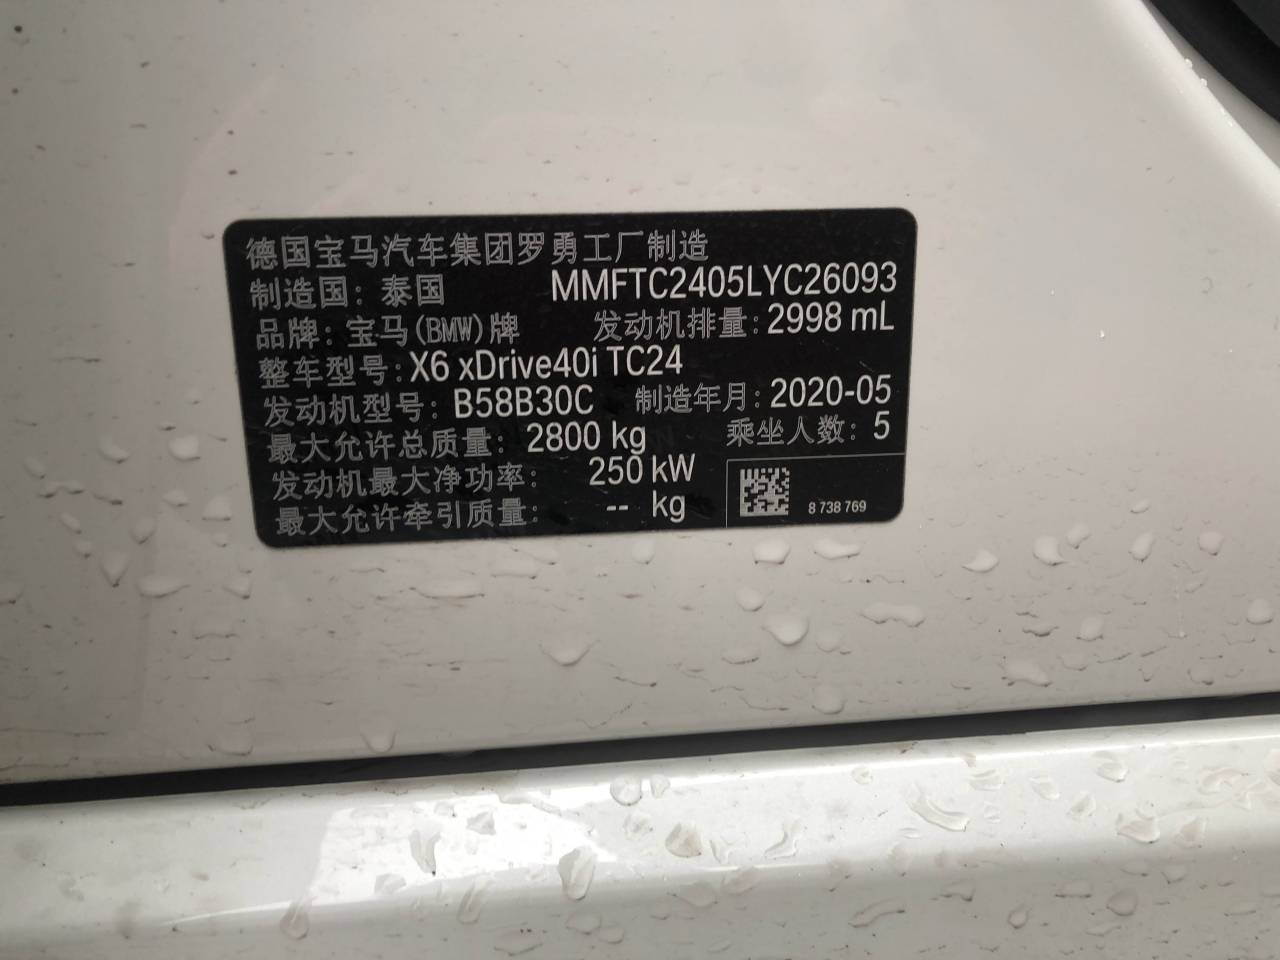 德国宝马汽车集团罗勇工厂制造
制造国: 泰国 MMFTC2405LYC26093
品牌: 宝马(BMW)牌 发动机排量: 2998 mL
整车型号: X6 xDrive40i TC24
发动机型号: B58B30C 制造年月: 2020-05
最大允许总质量: 2800 kg 乘坐人数: 5
发动机最大净功率: 250 kW
最大允许牵引质量: -- kg
8 738 769